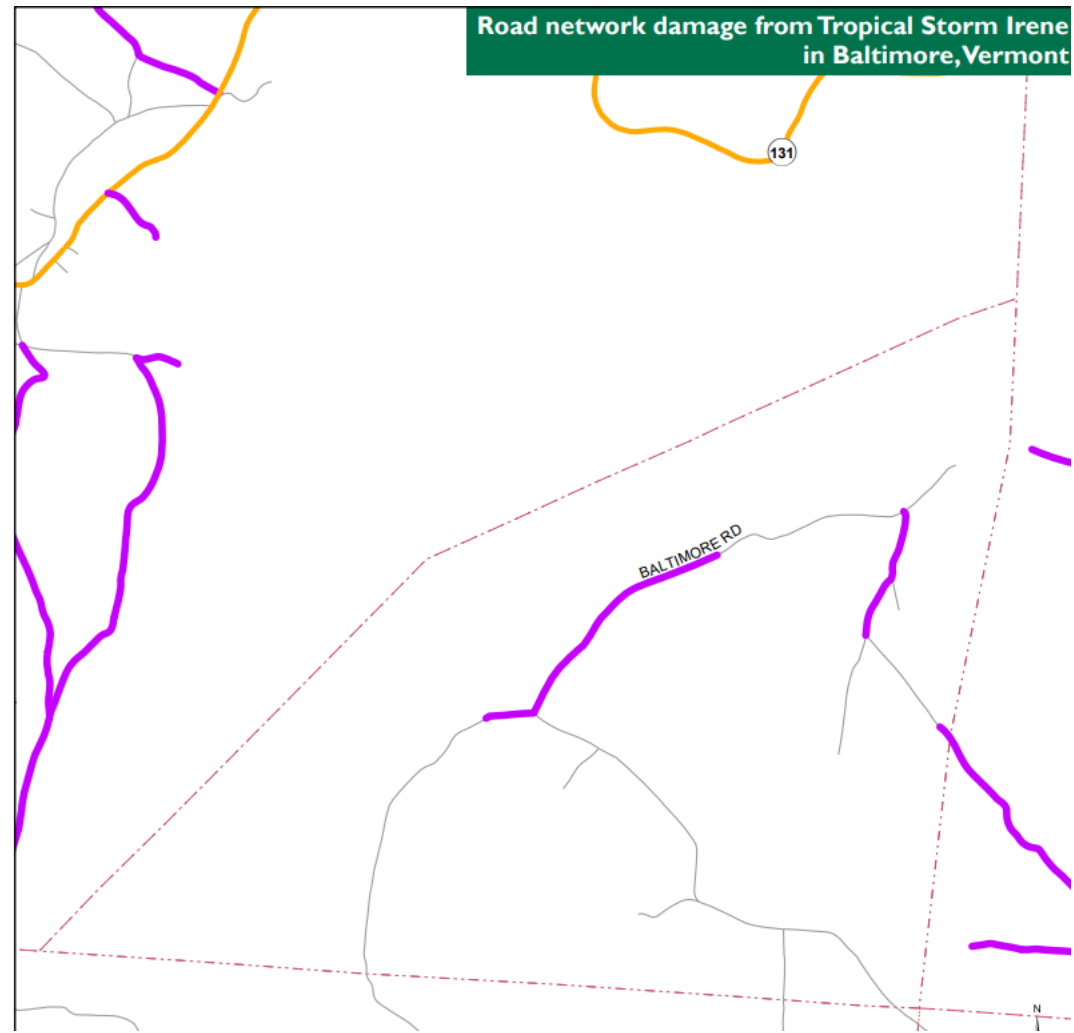 Road network damage from Tropical Storm Irene
in Baltimore, Vermont
131
BALTIMORE RD
N